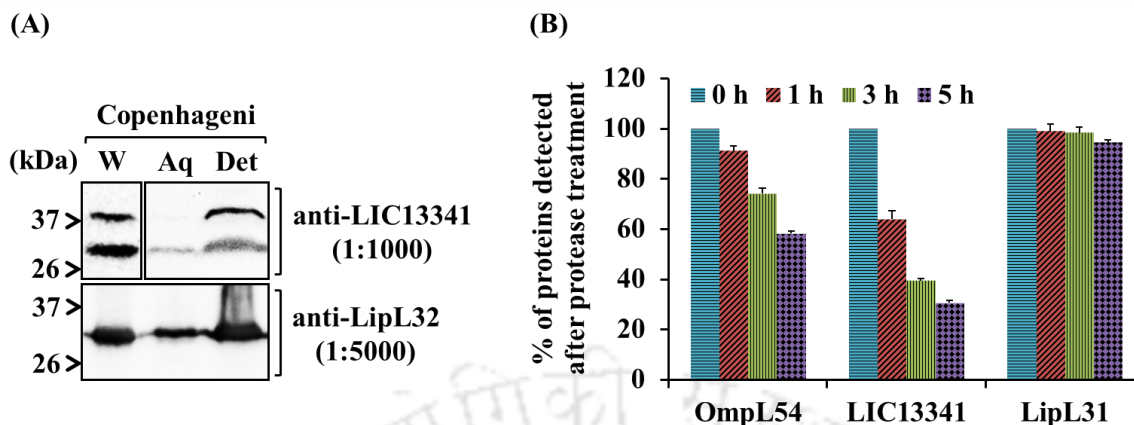 (A)
Copenhageni
(kDa) W Aq Det
37
26
anti-LIC13341
(1:1000)
37
26
anti-LipL32
(1:5000)
(B)
% of proteins detected
after protease treatment
120
100
80
60
40
20
0
0 h 1 h 3 h 5 h
OmpL54 LIC13341 LipL31